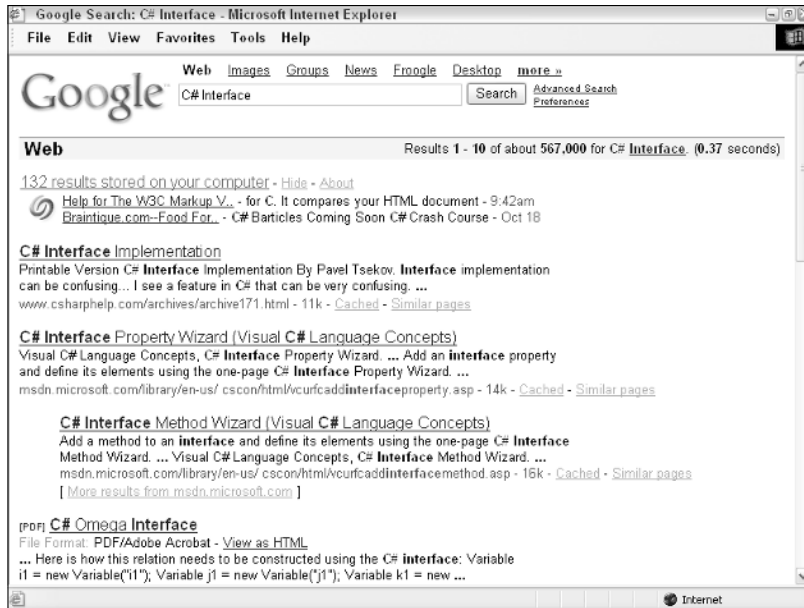 Google Search: C# Interface - Microsoft Internet Explorer
File Edit View Favorites Tools Help
Google™
Web Images Groups News Froogle Desktop more »
C# Interface
Search
Advanced Search
Preferences
Web
Results 1 - 10 of about 567,000 for C# Interface. (0.37 seconds)
132 results stored on your computer - Hide - About
Help for The W3C Markup V.. - for C. It compares your HTML document - 9:42am
Braintique.com--Food For.. - C# Barticles Coming Soon C# Crash Course - Oct 18
C# Interface Implementation
Printable Version C# Interface Implementation By Pavel Tsekov. Interface implementation
can be confusing... I see a feature in C# that can be very confusing. ...
www.csharphelp.com/archives/archive171.html - 11k - Cached - Similar pages
C# Interface Property Wizard (Visual C# Language Concepts)
Visual C# Language Concepts, C# Interface Property Wizard. ... Add an interface property
and define its elements using the one-page C# Interface Property Wizard. ...
msdn.microsoft.com/library/en-us/ cscon/html/vcurfcaddinterfaceproperty.asp - 14k - Cached - Similar pages
C# Interface Method Wizard (Visual C# Language Concepts)
Add a method to an interface and define its elements using the one-page C# Interface
Method Wizard. ... Visual C# Language Concepts, C# Interface Method Wizard. ...
msdn.microsoft.com/library/en-us/ cscon/html/vcurfcaddinterfacemethod.asp - 16k - Cached - Similar pages
[ More results from msdn.microsoft.com ]
[PDF] C# Omega Interface
File Format: PDF/Adobe Acrobat - View as HTML
... Here is how this relation needs to be constructed using the C# interface: Variable
i1 = new Variable("i1"); Variable j1 = new Variable("j1"); Variable k1 = new ...
Internet